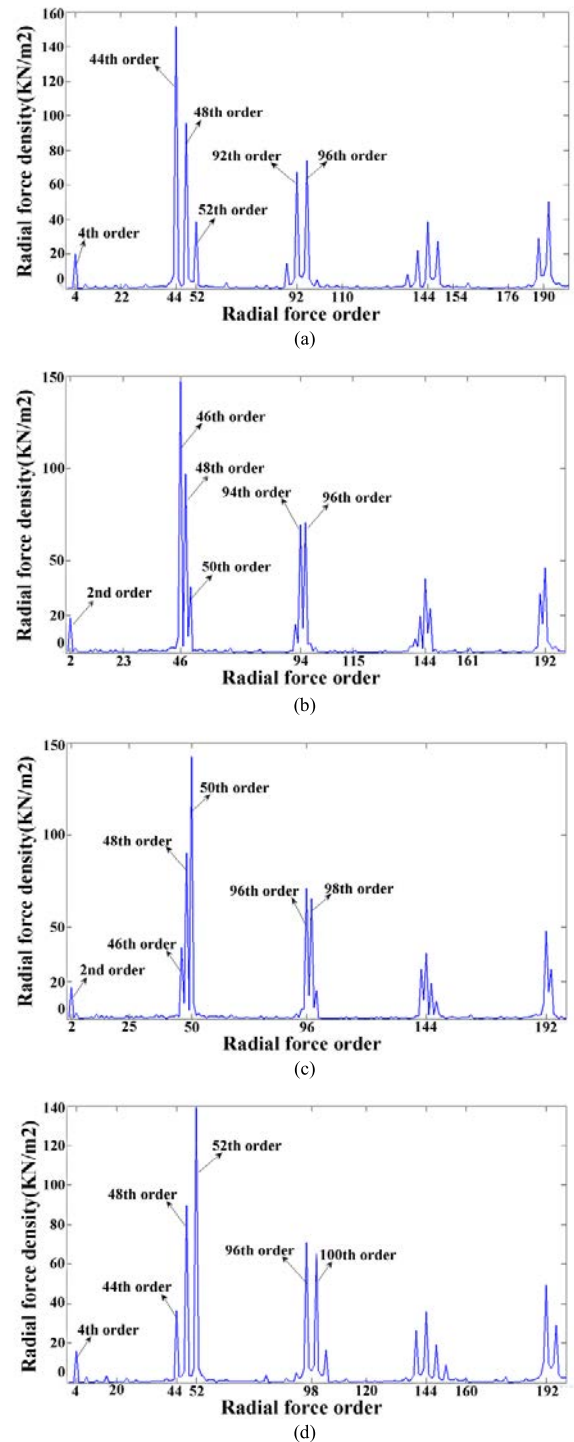 160
140
120
100
80
60
40
20
0
Radial force density(KN/m2)
44th order
48th order
92th order
96th order
52th order
4th order
4 22 44 52 92 110 144 154 176 190
Radial force order
(a)
150
100
50
20
0
Radial force density(KN/m2)
46th order
48th order
94th order
96th order
50th order
2nd order
2 23 46 94 115 144 161 192
Radial force order
(b)
150
100
50
20
0
Radial force density(KN/m2)
50th order
48th order
96th order
98th order
46th order
2nd order
2 25 50 96 144 192
Radial force order
(c)
140
120
100
80
60
40
20
0
Radial force density(KN/m2)
52th order
48th order
96th order
100th order
44th order
4th order
4 20 44 52 98 120 144 160 192
Radial force order
(d)